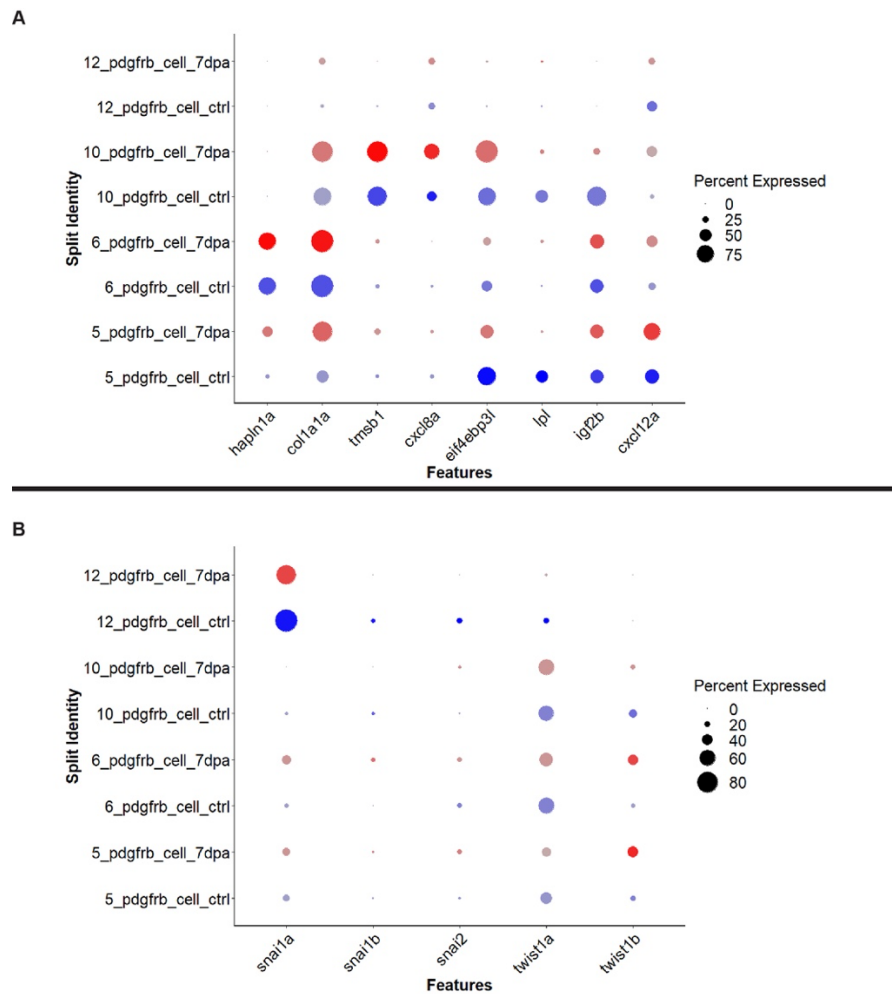 A
12_pdgfrb_cell_7dpa
12_pdgfrb_cell_ctrl
10_pdgfrb_cell_7dpa
10_pdgfrb_cell_ctrl
6_pdgfrb_cell_7dpa
6_pdgfrb_cell_ctrl
5_pdgfrb_cell_7dpa
5_pdgfrb_cell_ctrl
Split Identity
hapln1a
col1a1a
tmsb1
cxcl8a
eif4ebp3l
lpl
igf2b
cxcl12a
Features
Percent Expressed
0
25
50
75
B
12_pdgfrb_cell_7dpa
12_pdgfrb_cell_ctrl
10_pdgfrb_cell_7dpa
10_pdgfrb_cell_ctrl
6_pdgfrb_cell_7dpa
6_pdgfrb_cell_ctrl
5_pdgfrb_cell_7dpa
5_pdgfrb_cell_ctrl
Split Identity
snai1a
snai1b
snai2
twist1a
twist1b
Features
Percent Expressed
0
20
40
60
80